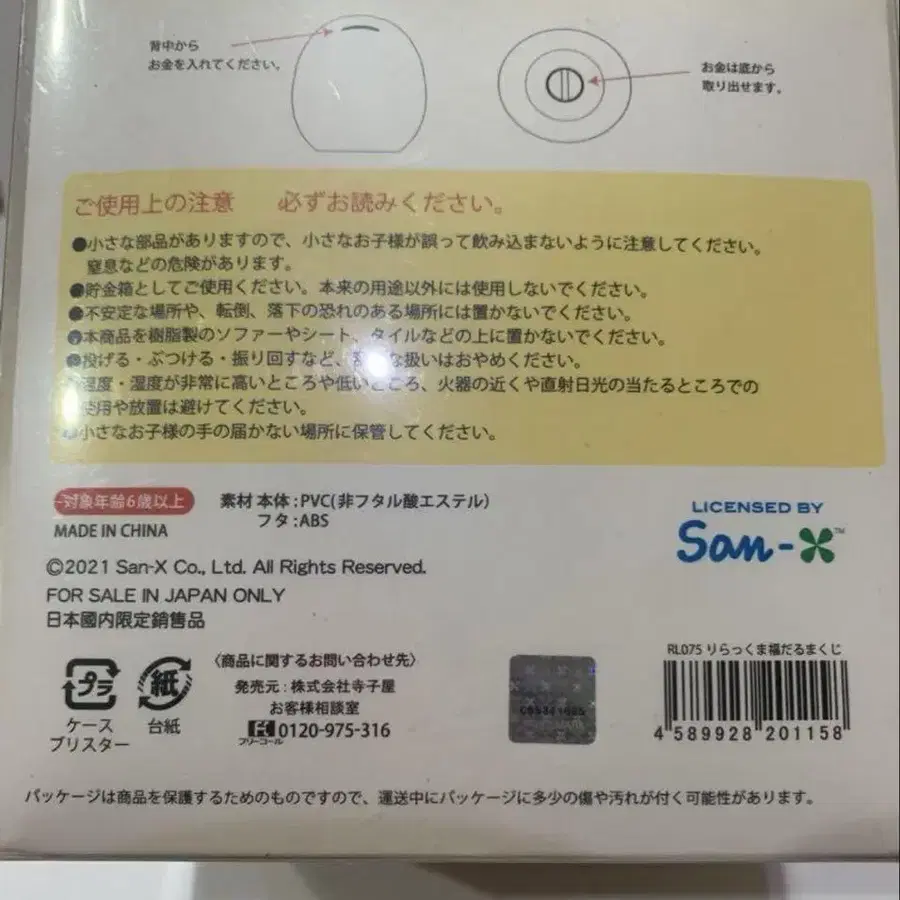 背中から
お金を入れてください。
お金は底から
取り出せます。
ご使用上の注意 必ずお読みください。
●小さな部品がありますので、小さなお子様が誤って飲み込まないように注意してください。
窒息などの危険があります。
●貯金箱としてご使用ください。本来の用途以外には使用しないでください。
●不安定な場所や、転倒、落下の恐れのある場所には置かないでください。
●本商品を樹脂製のソファーやシート、タイルなどの上に置かないでください。
●投げる・ぶつける・振り回すなど、な扱いはおやめください。
温度・湿度が非常に高いところや低いところ、火器の近くや直射日光の当たるところでの
使用や放置は避けてください。
●小さなお子様の手の届かない場所に保管してください。
対象年齢6歳以上
素材 本体:PVC(非フタル酸エステル)
フタ:ABS
MADE IN CHINA
LICENSED BY
San-X™
©2021 San-X Co., Ltd. All Rights Reserved.
FOR SALE IN JAPAN ONLY
日本國内限定銷售品
プラ
ケース
ブリスター
紙
台紙
〈商品に関するお問い合わせ先〉
発売元:株式会社寺子屋
お客様相談室
フリーコール 0120-975-316
RL075 りらっくま福だるまくじ
4 589928 201158
パッケージは商品を保護するためのものですので、運送中にパッケージに多少の傷や汚れが付く可能性があります。